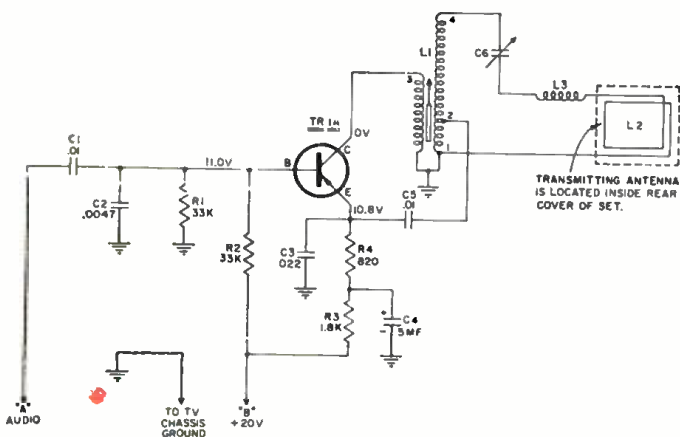 4
L1
C6
3
L3
TR 1
0V
L2
2
C1
.01
11.0V
B
C
1
E
TRANSMITTING ANTENNA
IS LOCATED INSIDE REAR
COVER OF SET.
10.8V
C5
.01
C2
.0047
R1
33K
R2
33K
C3
.022
R4
820
R3
1.8K
+
C4
-
5MF
"A"
AUDIO
TO TV
CHASSIS
GROUND
"B"
+20V